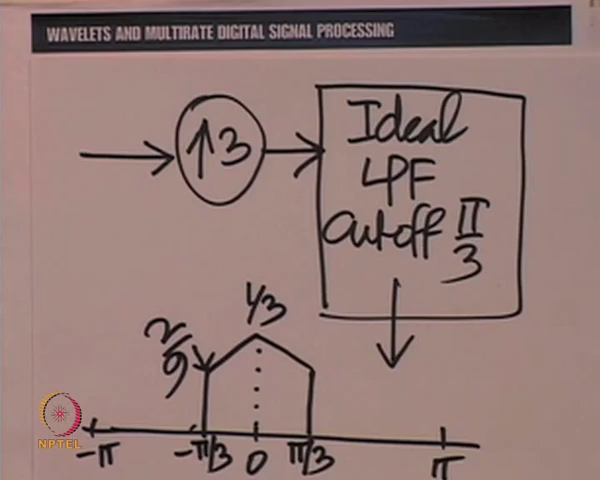 WAVELETS AND MULTIRATE DIGITAL SIGNAL PROCESSING
↑3
Ideal
LPF
Cutoff π/3
1/3
2/9
-π -π/3 0 π/3 π
NPTEL